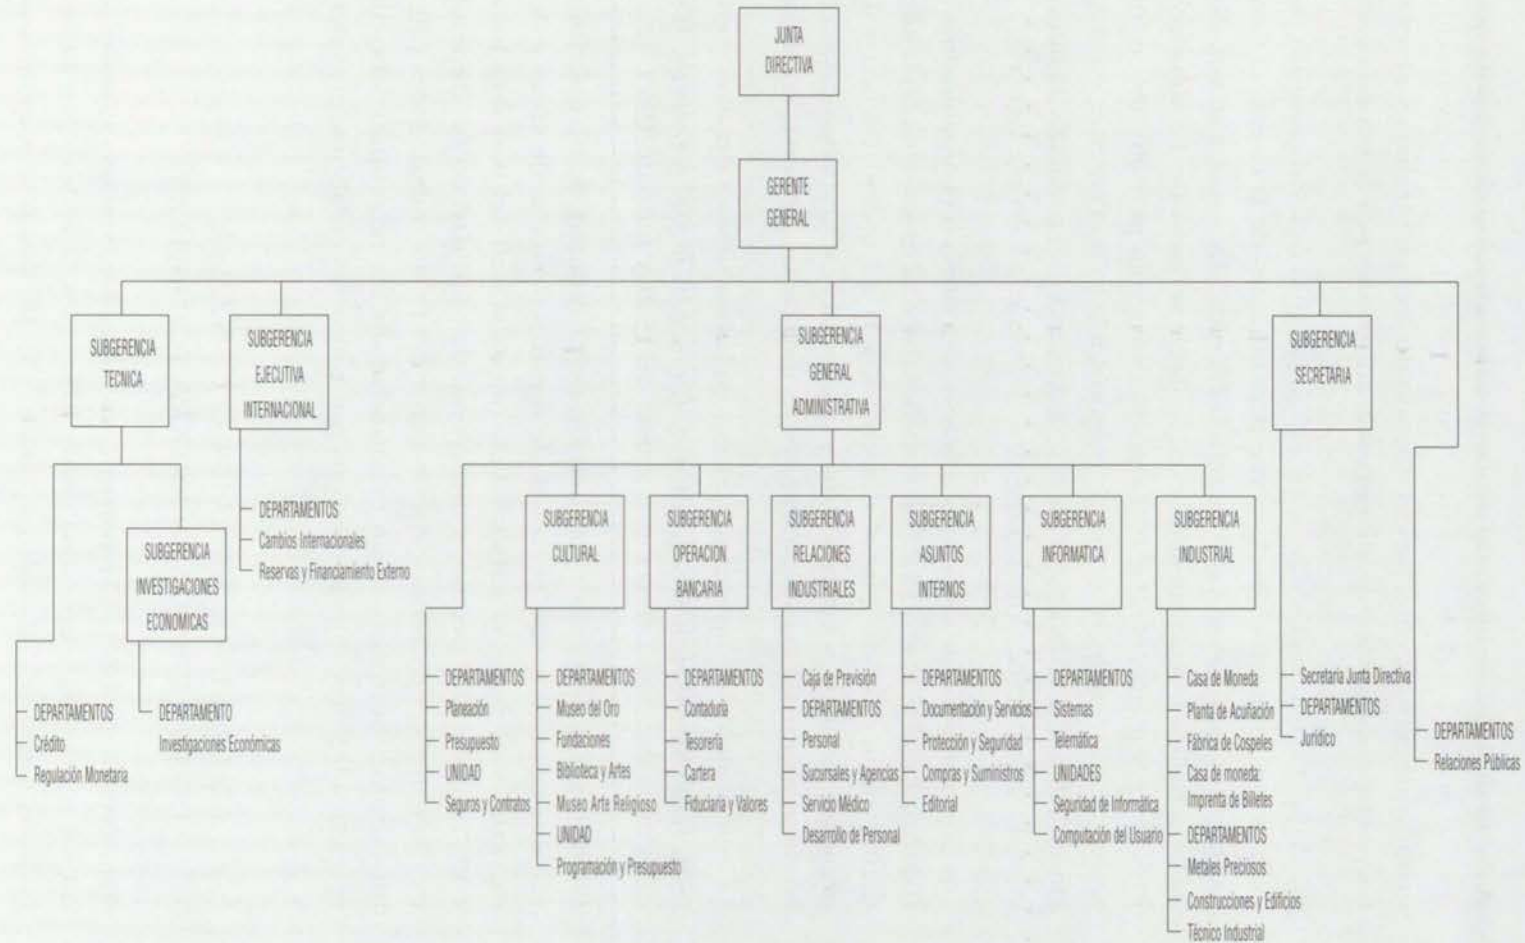 JUNTA
DIRECTIVA
GERENTE
GENERAL
SUBGERENCIA
TECNICA
SUBGERENCIA
EJECUTIVA
INTERNACIONAL
SUBGERENCIA
GENERAL
ADMINISTRATIVA
SUBGERENCIA
SECRETARIA
SUBGERENCIA
INVESTIGACIONES
ECONOMICAS
DEPARTAMENTOS
Cambios Internacionales
Reservas y Financiamiento Externo
SUBGERENCIA
CULTURAL
SUBGERENCIA
OPERACION
BANCARIA
SUBGERENCIA
RELACIONES
INDUSTRIALES
SUBGERENCIA
ASUNTOS
INTERNOS
SUBGERENCIA
INFORMATICA
SUBGERENCIA
INDUSTRIAL
DEPARTAMENTOS
Crédito
Regulación Monetaria
DEPARTAMENTO
Investigaciones Económicas
DEPARTAMENTOS
Planeación
Presupuesto
UNIDAD
Seguros y Contratos
DEPARTAMENTOS
Museo del Oro
Fundaciones
Biblioteca y Artes
Museo Arte Religioso
UNIDAD
Programación y Presupuesto
DEPARTAMENTOS
Contaduría
Tesorería
Cartera
Fiduciaria y Valores
Caja de Previsión
DEPARTAMENTOS
Personal
Sucursales y Agencias
Servicio Médico
Desarrollo de Personal
DEPARTAMENTOS
Documentación y Servicios
Protección y Seguridad
Compras y Suministros
Editorial
DEPARTAMENTOS
Sistemas
Telemática
UNIDADES
Seguridad de Informática
Computación del Usuario
Casa de Moneda
Planta de Acuñación
Fábrica de Cospeles
Casa de moneda:
Imprenta de Billetes
DEPARTAMENTOS
Metales Preciosos
Construcciones y Edificios
Técnico Industrial
Secretaria Junta Directiva
DEPARTAMENTOS
Jurídico
DEPARTAMENTOS
Relaciones Públicas